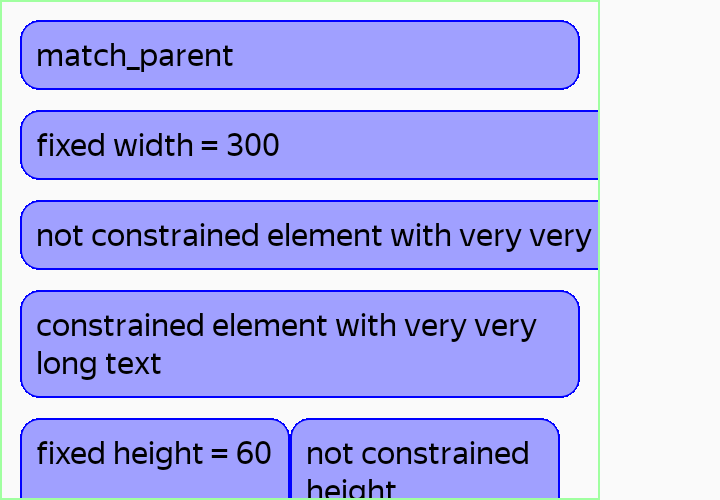 match_parent
fixed width = 300
not constrained element with very very
constrained element with very very
long text
fixed height = 60
not constrained
height